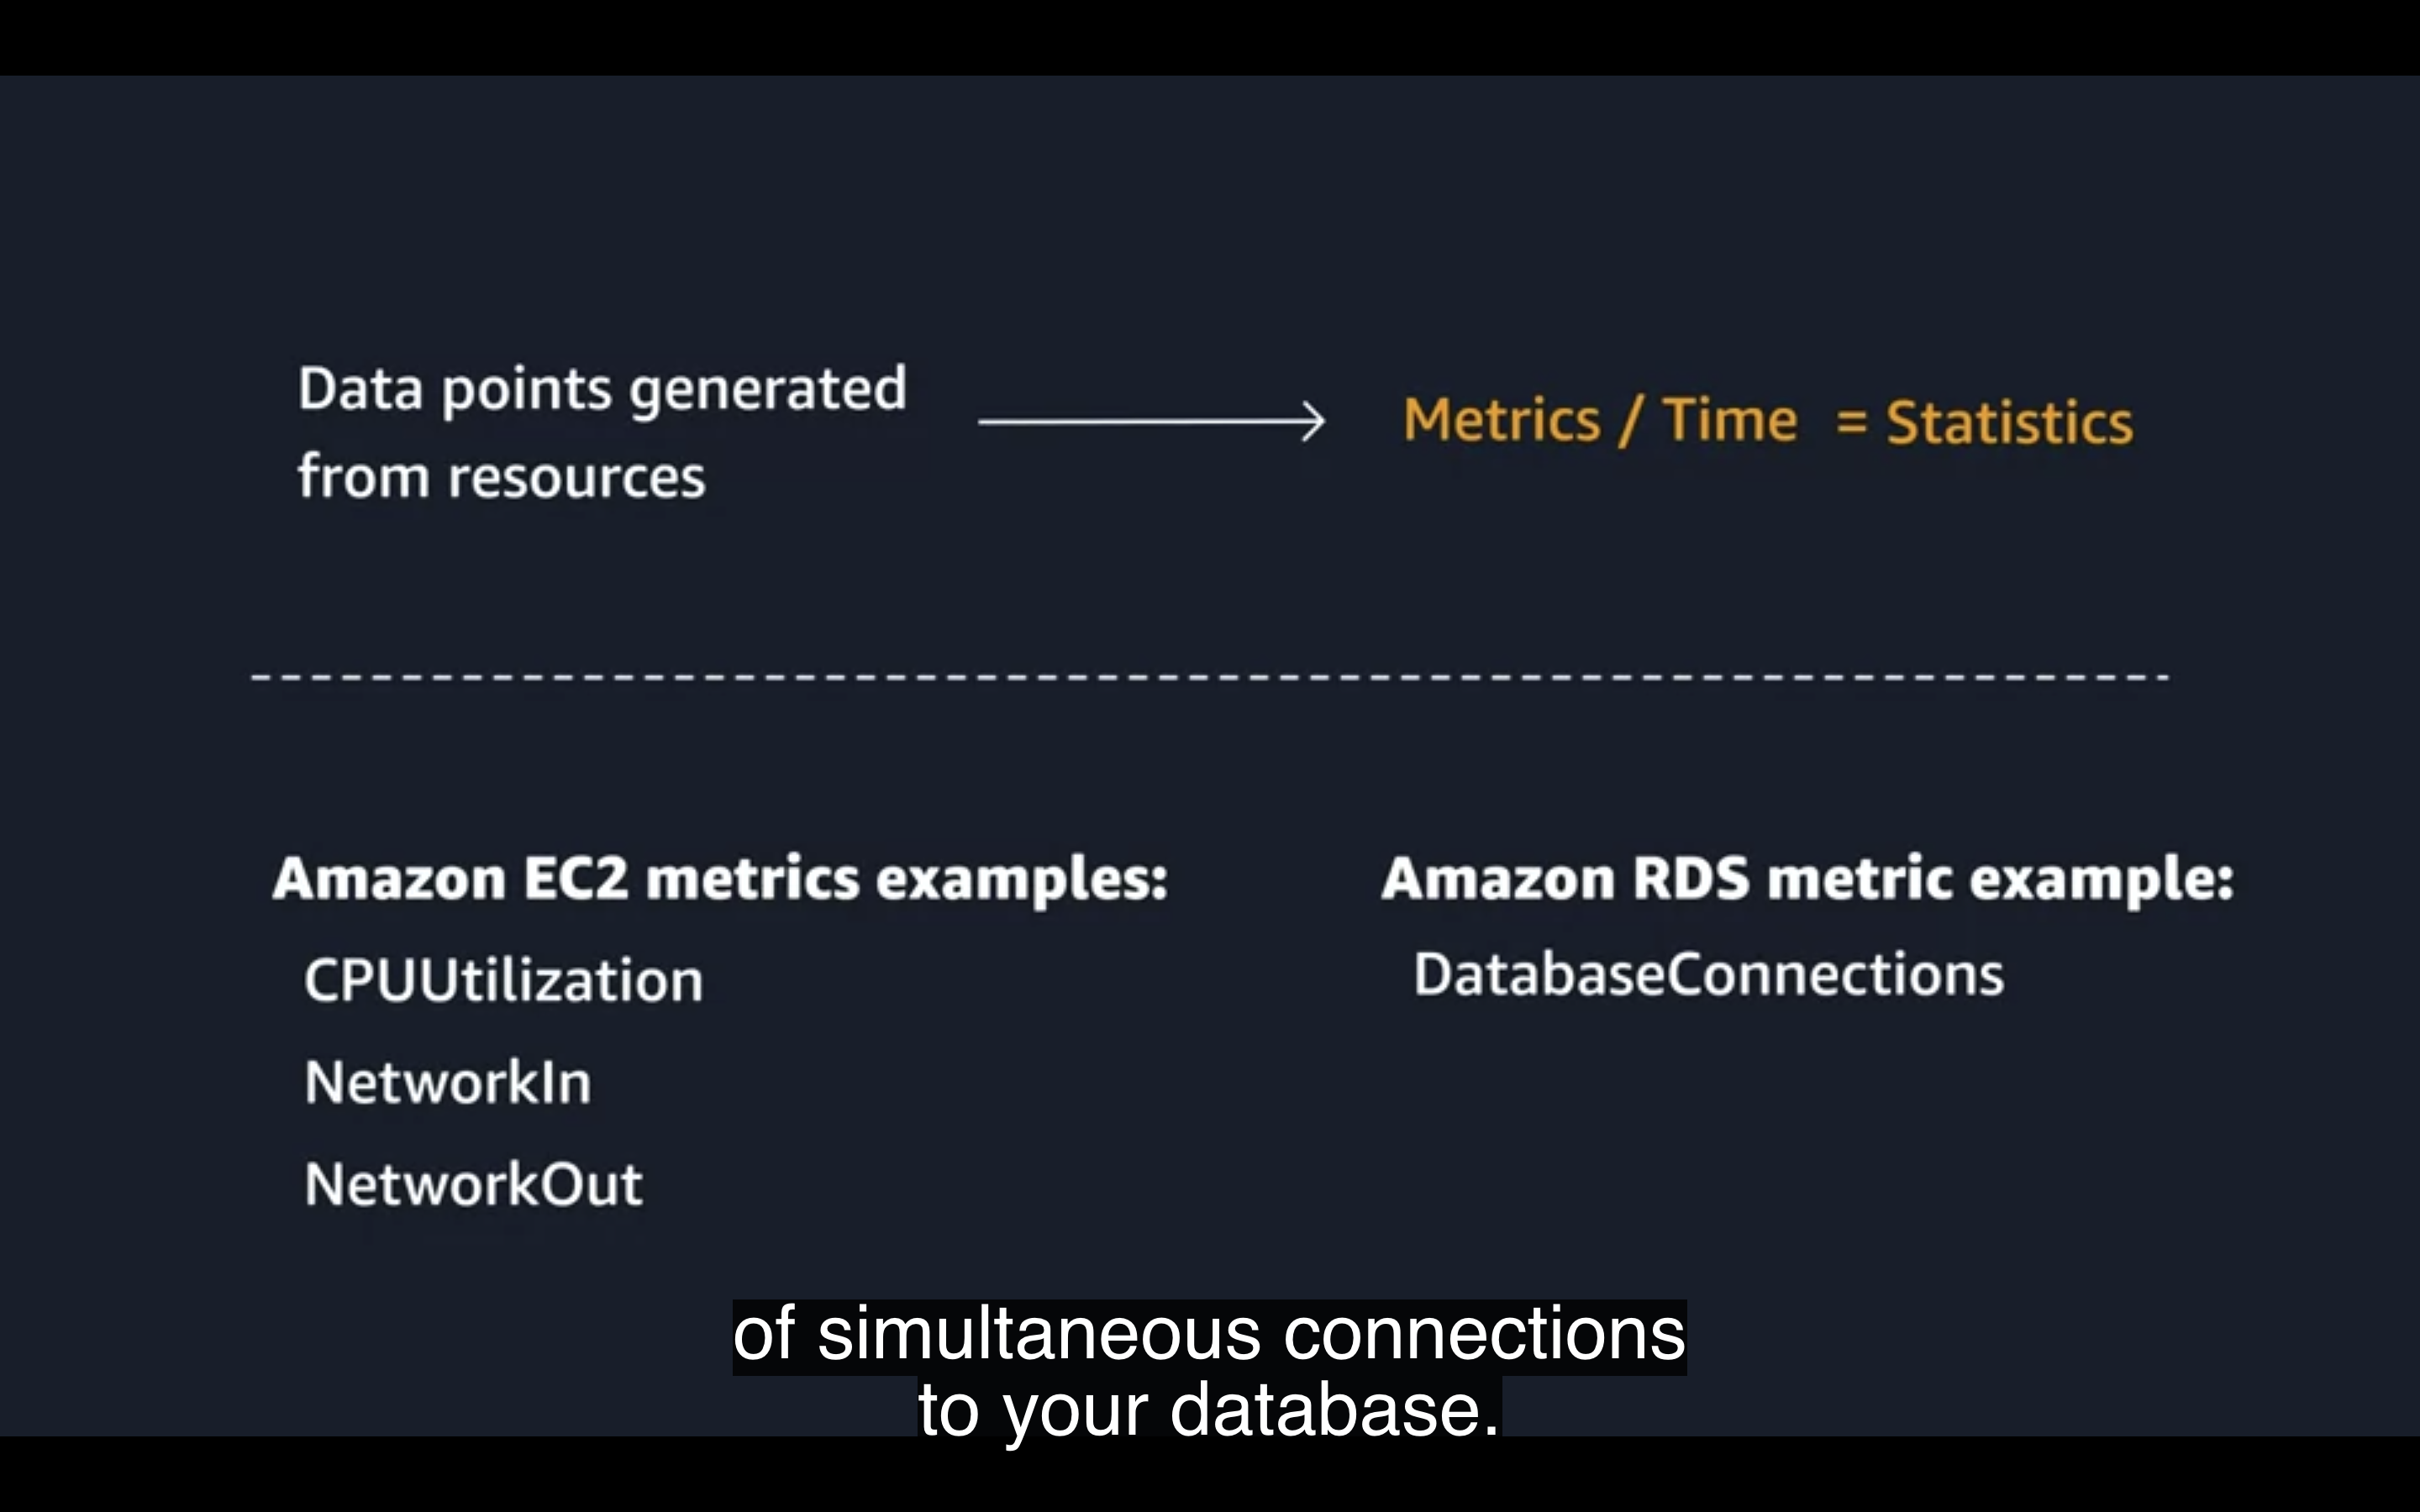 Data points generated
from resources
Metrics / Time = Statistics
Amazon EC2 metrics examples:
CPUUtilization
NetworkIn
NetworkOut
Amazon RDS metric example:
DatabaseConnections
of simultaneous connections
to your database.